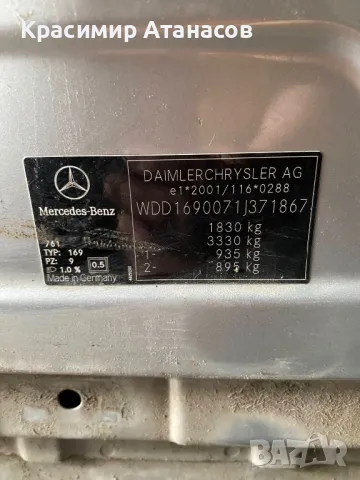 Красимир Атанасов
Mercedes-Benz
761
TYP: 169
PZ: 9
1.0 %
0.5
Made in Germany
DAIMLERCHRYSLER AG
e1*2001/116*0288
WDD1690071J371867
1830 kg
3330 kg
1- 935 kg
2- 895 kg
BAZAR